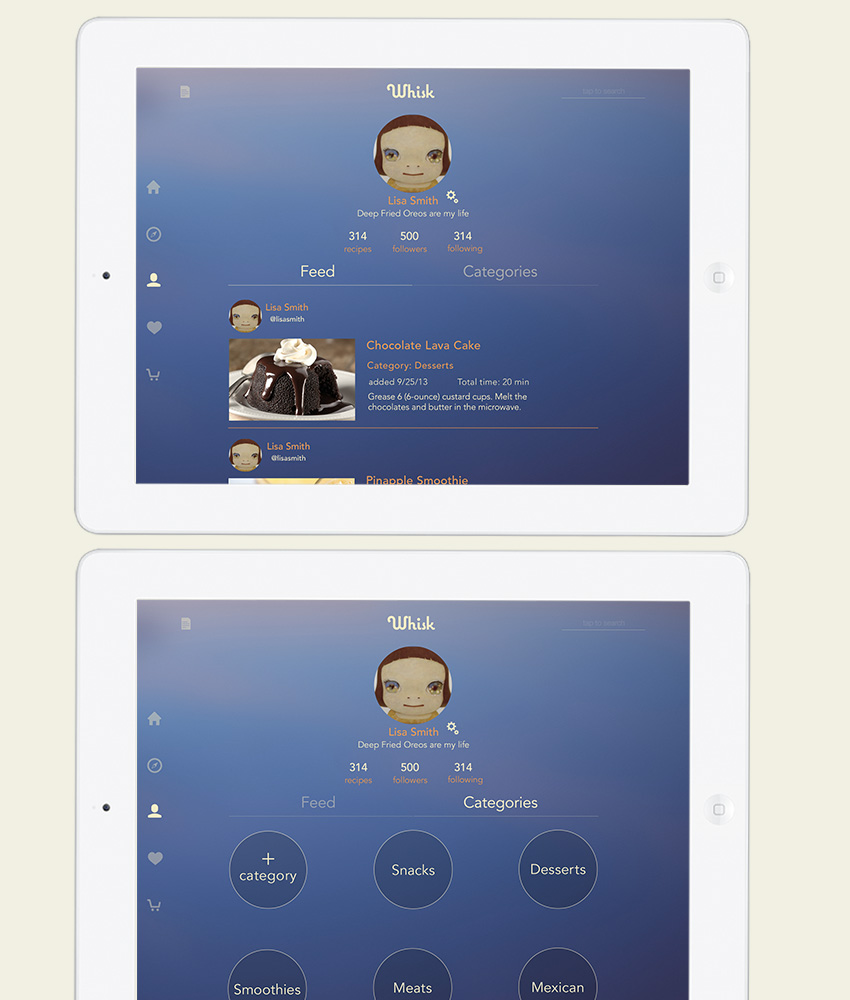 Whisk
tap to search
Lisa Smith
Deep Fried Oreos are my life
314 500 314
recipes followers following
Feed Categories
Lisa Smith
@lisasmith
Chocolate Lava Cake
Category: Desserts
added 9/25/13 Total time: 20 min
Grease 6 (6-ounce) custard cups. Melt the
chocolates and butter in the microwave.
Lisa Smith
@lisasmith
Pinapple Smoothie
Whisk
tap to search
Lisa Smith
Deep Fried Oreos are my life
314 500 314
recipes followers following
Feed Categories
+
category
Snacks
Desserts
Smoothies
Meats
Mexican